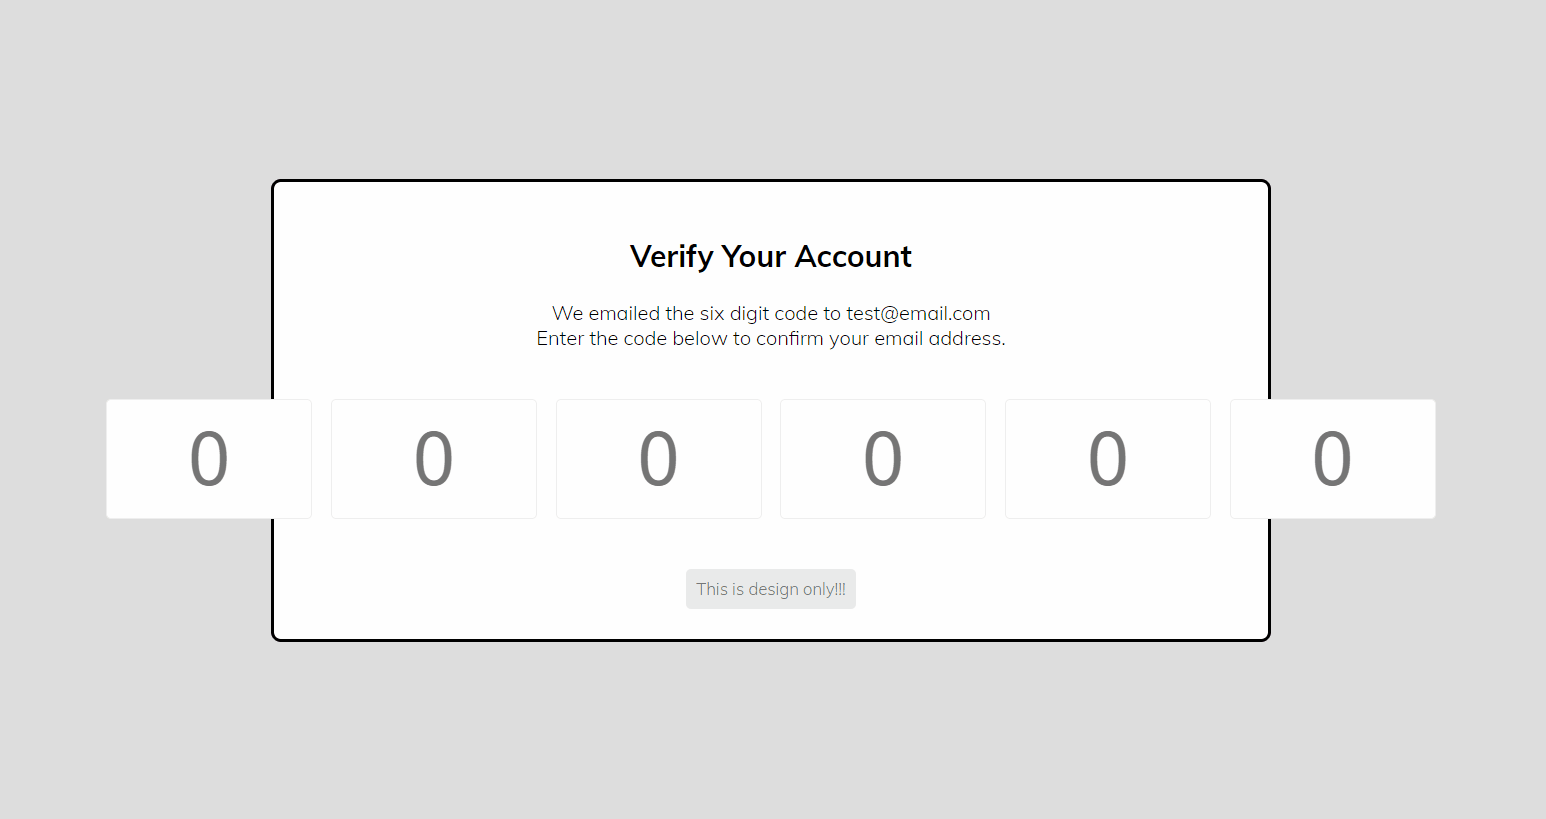 Verify Your Account
We emailed the six digit code to test@email.com
Enter the code below to confirm your email address.
0 0 0 0 0 0
This is design only!!!